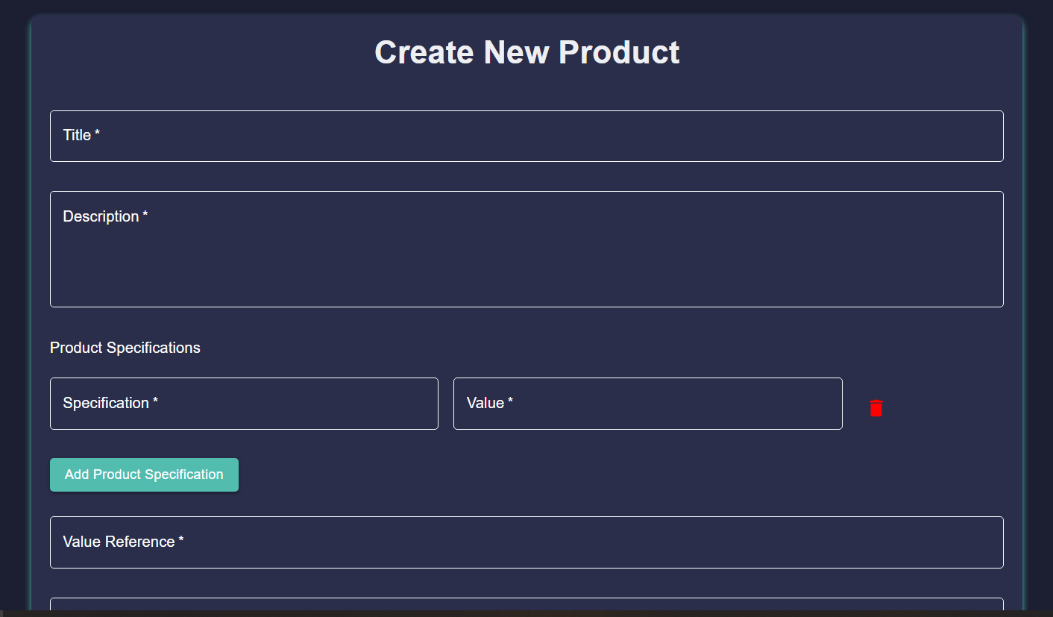 Create New Product
Title *
Description *
Product Specifications
Specification *
Value *
Add Product Specification
Value Reference *